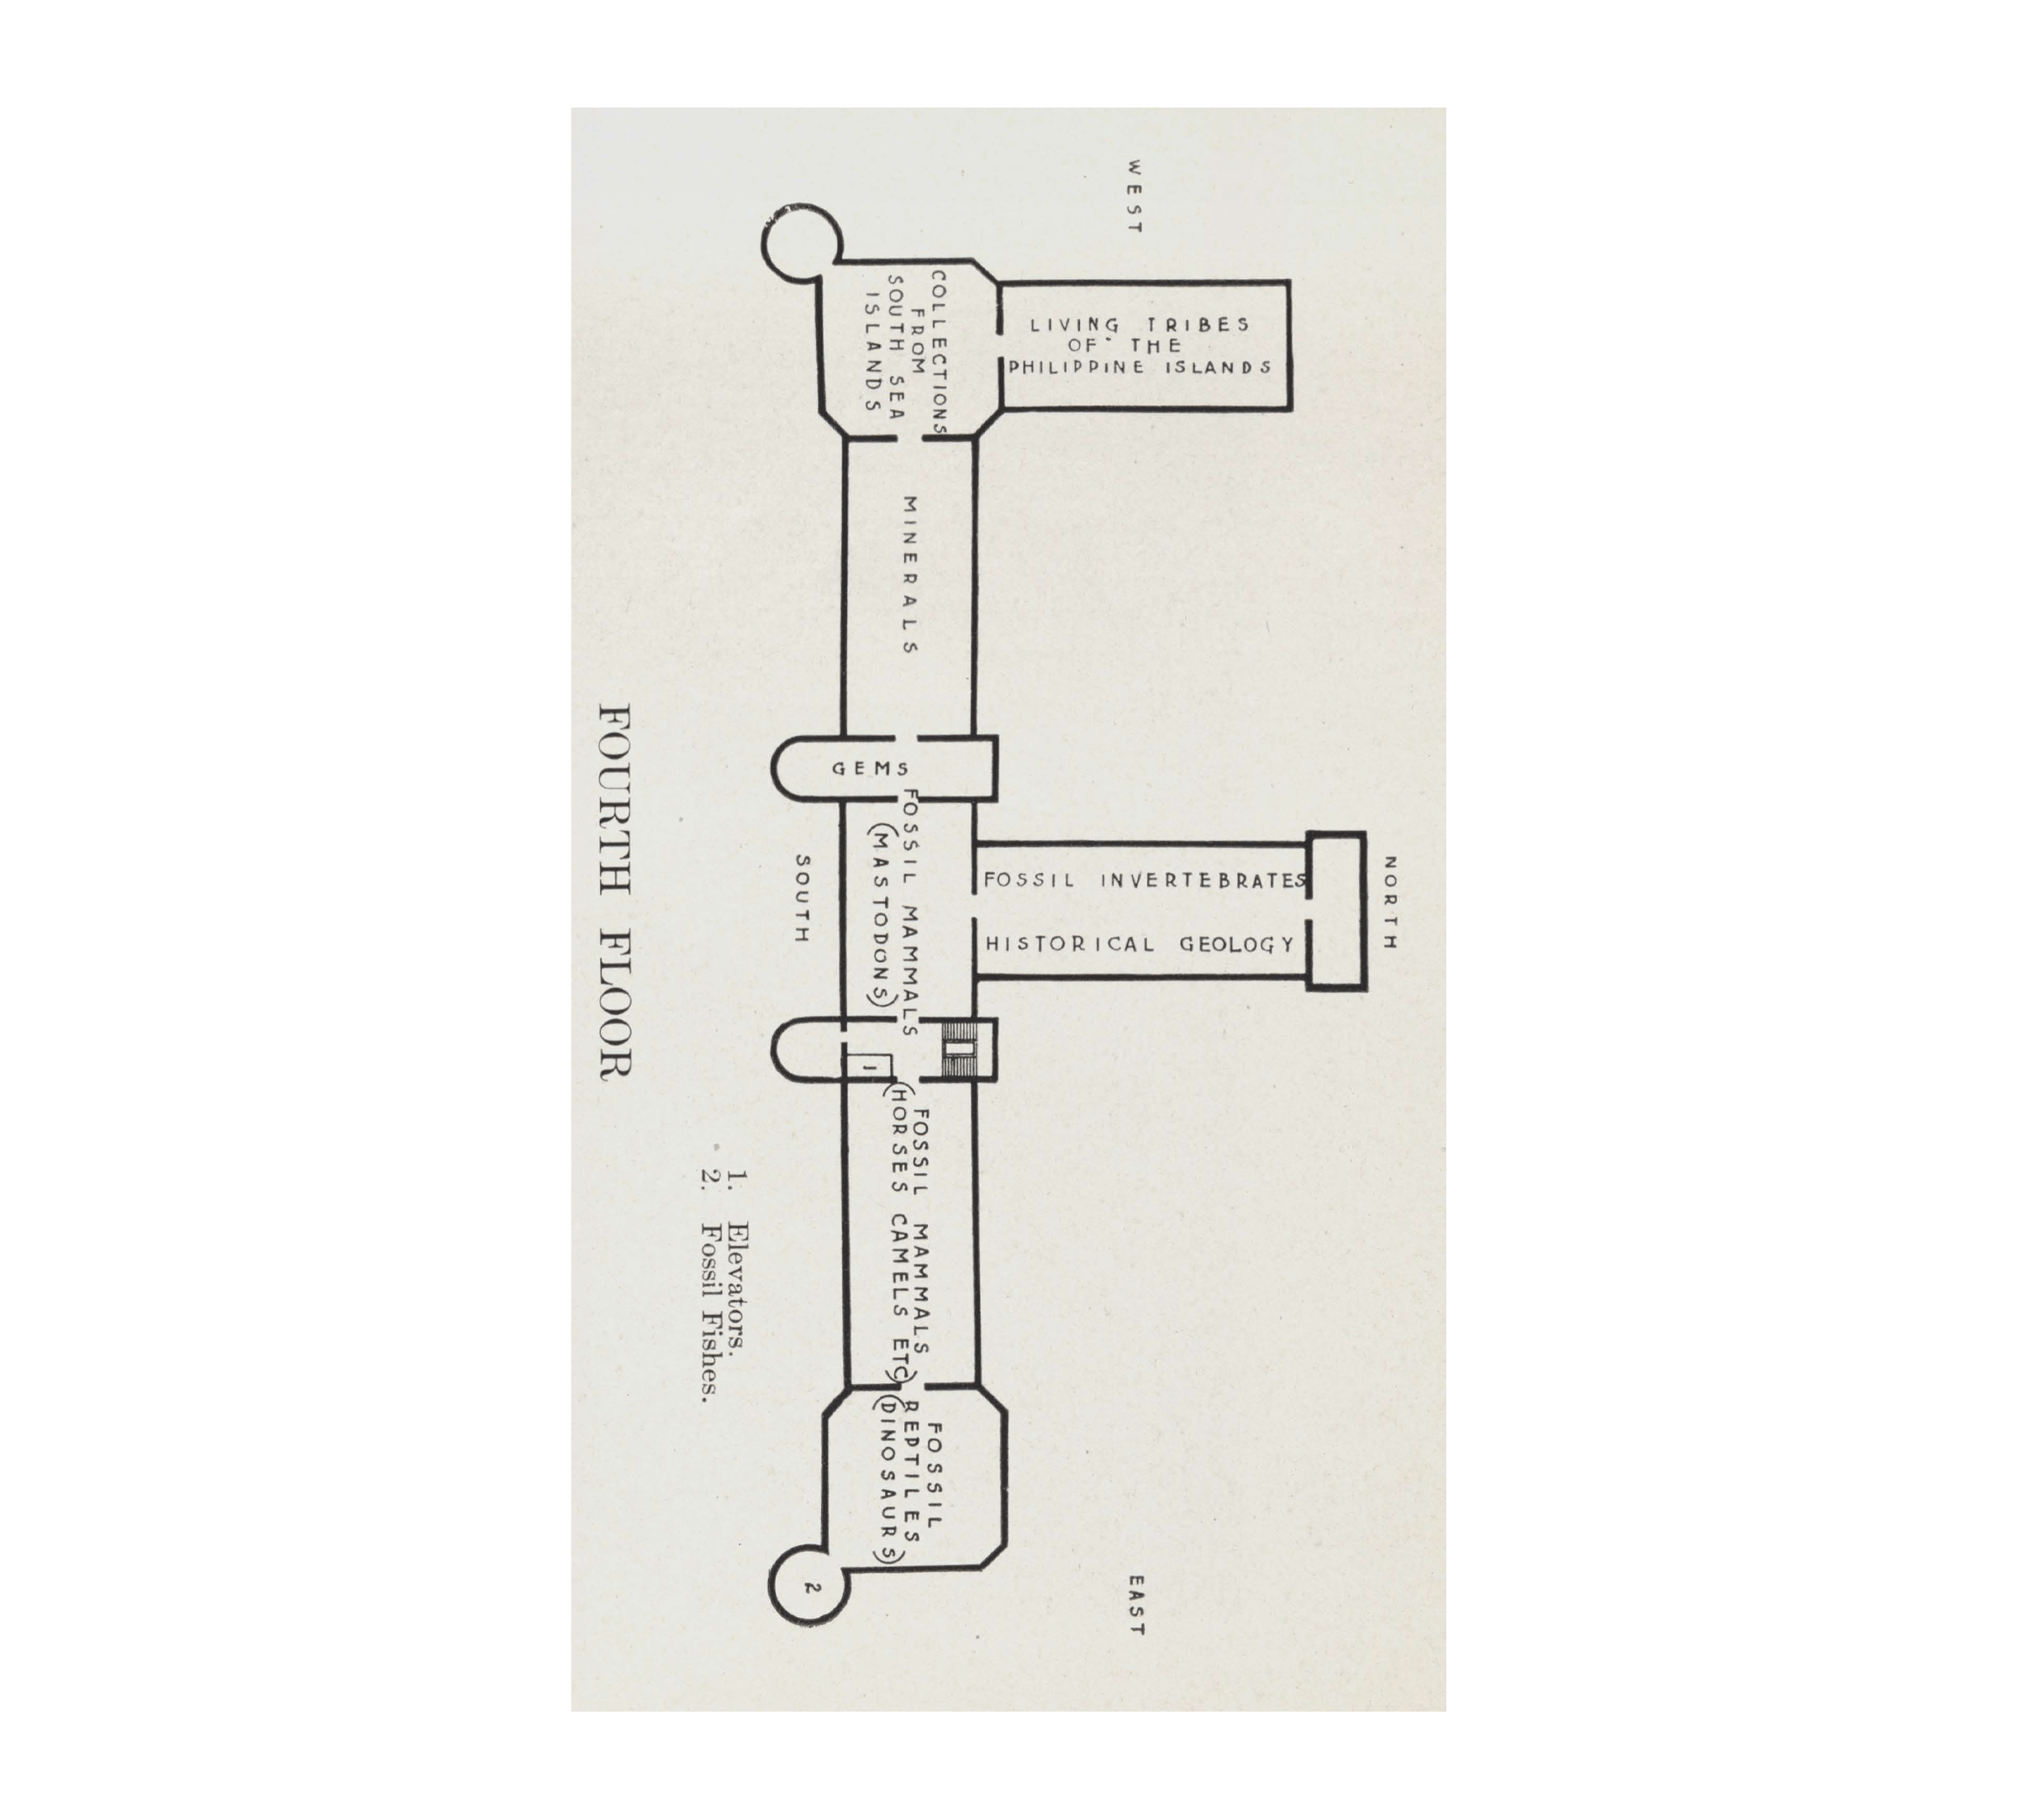 WEST
NORTH
EAST
SOUTH
LIVING TRIBES
OF THE
PHILIPPINE ISLANDS
COLLECTIONS
FROM
SOUTH SEA
ISLANDS
MINERALS
GEMS
FOSSIL MAMMALS
(MASTODONS)
FOSSIL INVERTEBRATES
HISTORICAL GEOLOGY
1
FOSSIL MAMMALS
(HORSES CAMELS ETC)
FOSSIL
REPTILES
(DINOSAURS)
2
1. Elevators.
2. Fossil Fishes.
FOURTH FLOOR